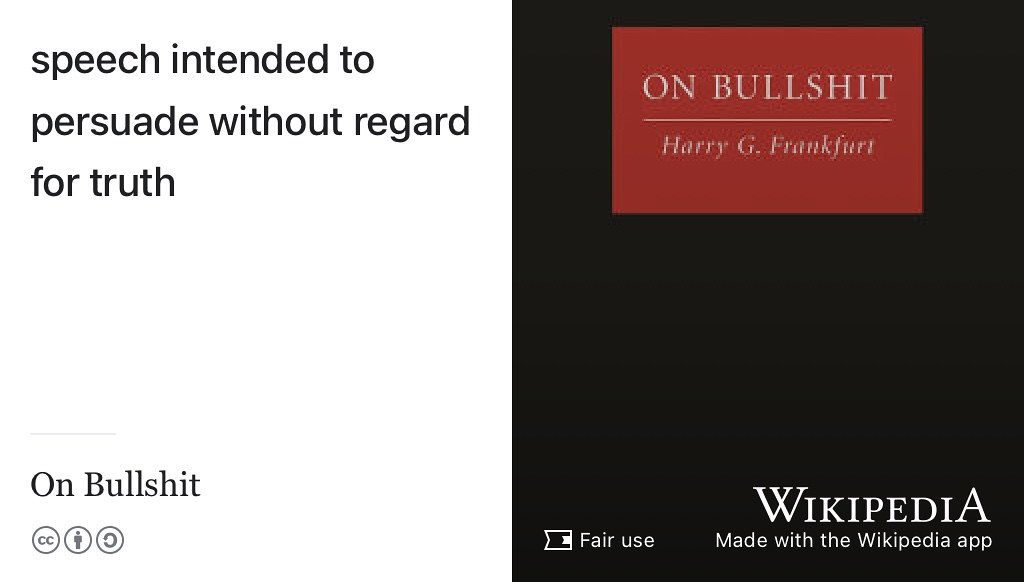 speech intended to
persuade without regard
for truth
On Bullshit
cc
ON BULLSHIT
Harry G. Frankfurt
WIKIPEDIA
Fair use
Made with the Wikipedia app